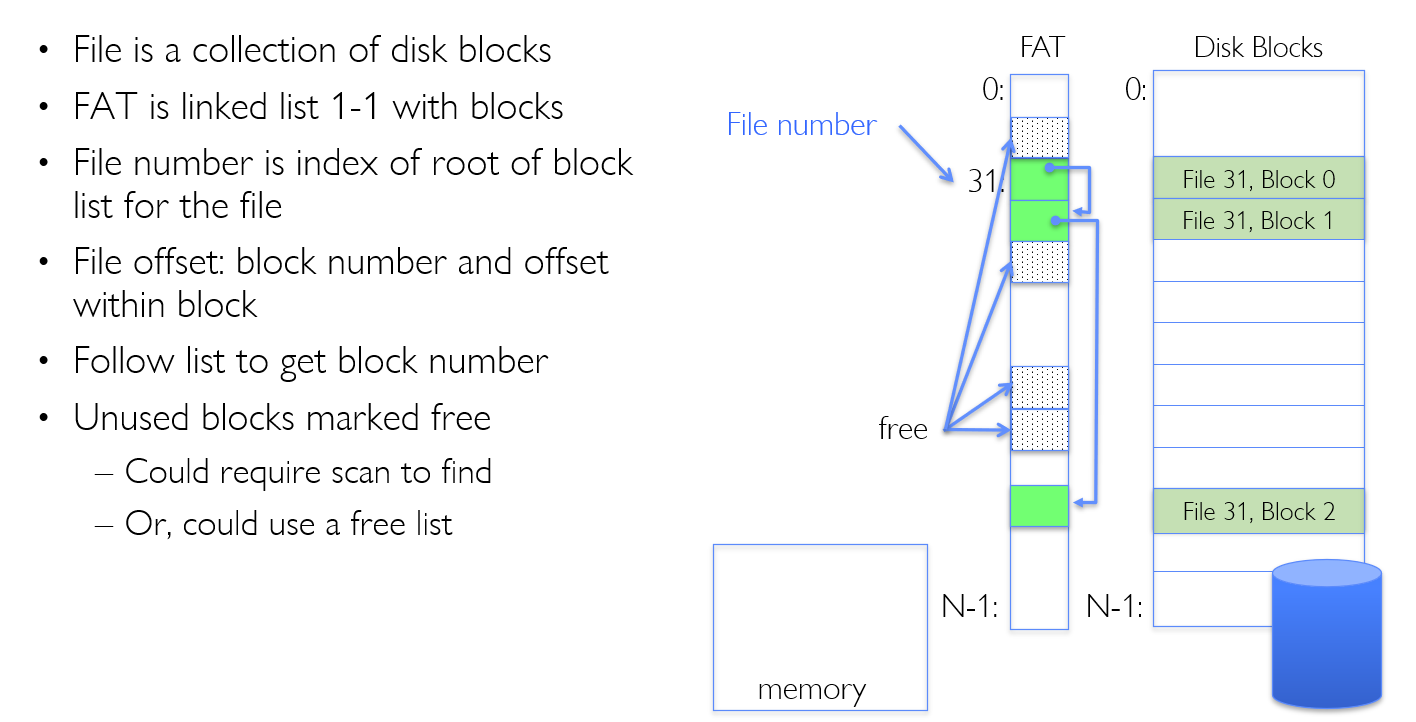 • File is a collection of disk blocks
• FAT is linked list 1-1 with blocks
• File number is index of root of block
list for the file
• File offset: block number and offset
within block
• Follow list to get block number
• Unused blocks marked free
– Could require scan to find
– Or, could use a free list
FAT
Disk Blocks
0:
0:
File number
31:
File 31, Block 0
File 31, Block 1
free
File 31, Block 2
N-1:
N-1:
memory